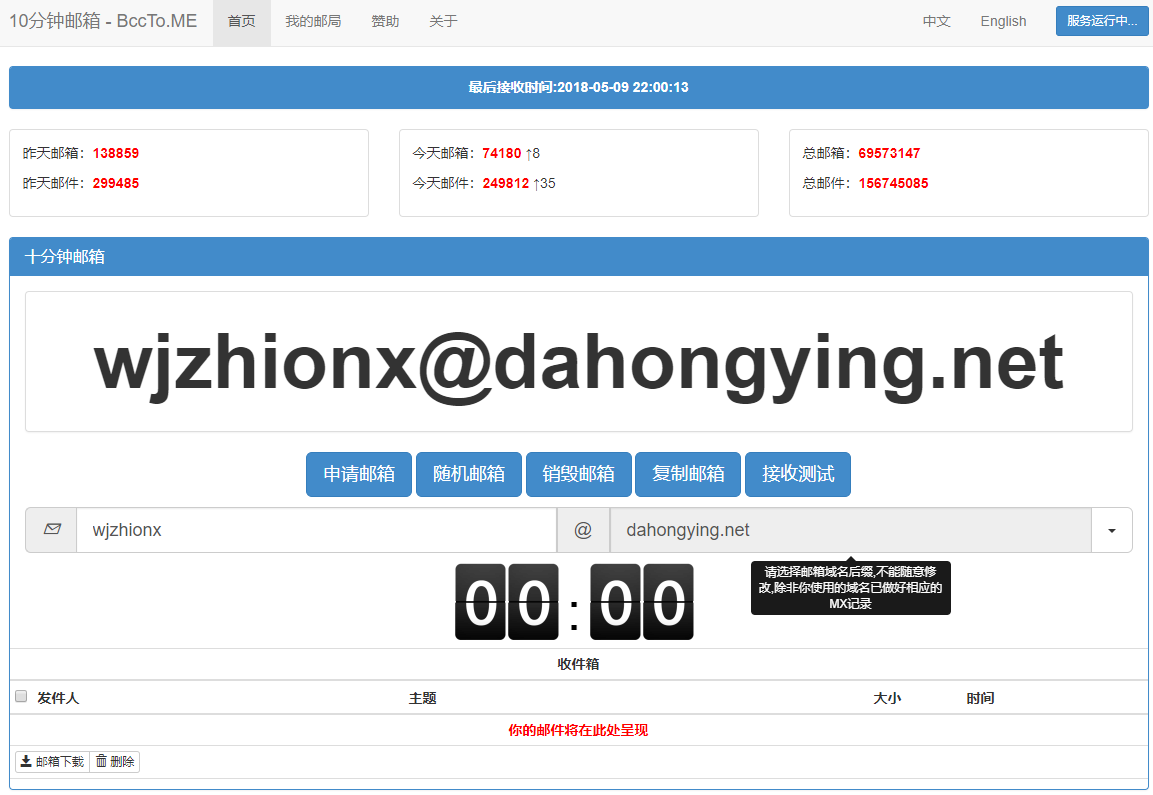 10分钟邮箱 - BccTo.ME 首页 我的邮局 赞助 关于 中文 English 服务运行中...
最后接收时间:2018-05-09 22:00:13
昨天邮箱：138859
昨天邮件：299485
今天邮箱：74180 ↑8
今天邮件：249812 ↑35
总邮箱：69573147
总邮件：156745085
十分钟邮箱
wjzhionx@dahongying.net
申请邮箱 随机邮箱 销毁邮箱 复制邮箱 接收测试
wjzhionx @ dahongying.net
请选择邮箱域名后缀,不能随意修
改,除非你使用的域名已做好相应的
MX记录
00:00
收件箱
发件人 主题 大小 时间
你的邮件将在此处呈现
邮箱下载 删除